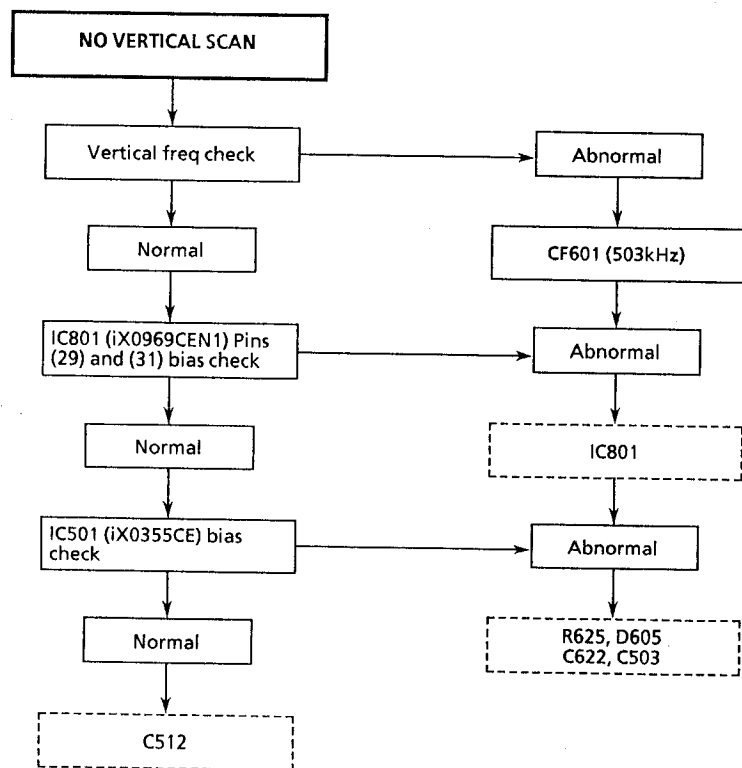 NO VERTICAL SCAN
Vertical freq check
Abnormal
Normal
CF601 (503kHz)
IC801 (iX0969CEN1) Pins
(29) and (31) bias check
Abnormal
Normal
IC801
IC501 (iX0355CE) bias
check
Abnormal
Normal
R625, D605
C622, C503
C512